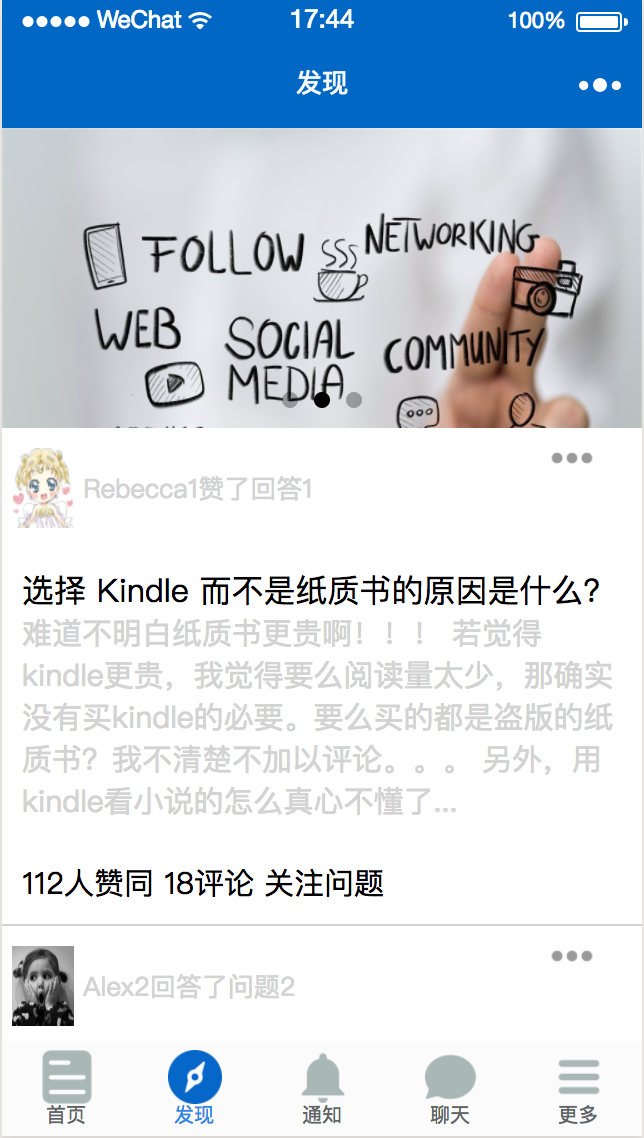 WeChat 17:44 100%
发现
FOLLOW NETWORKING
WEB SOCIAL MEDIA COMMUNITY
Rebecca1赞了回答1
选择 Kindle 而不是纸质书的原因是什么？
难道不明白纸质书更贵啊！！！ 若觉得
kindle更贵，我觉得要么阅读量太少，那确实
没有买kindle的必要。要么买的都是盗版的纸
质书？我不清楚不加以评论。。。 另外，用
kindle看小说的怎么真心不懂了...
112人赞同 18评论 关注问题
Alex2回答了问题2
首页 发现 通知 聊天 更多